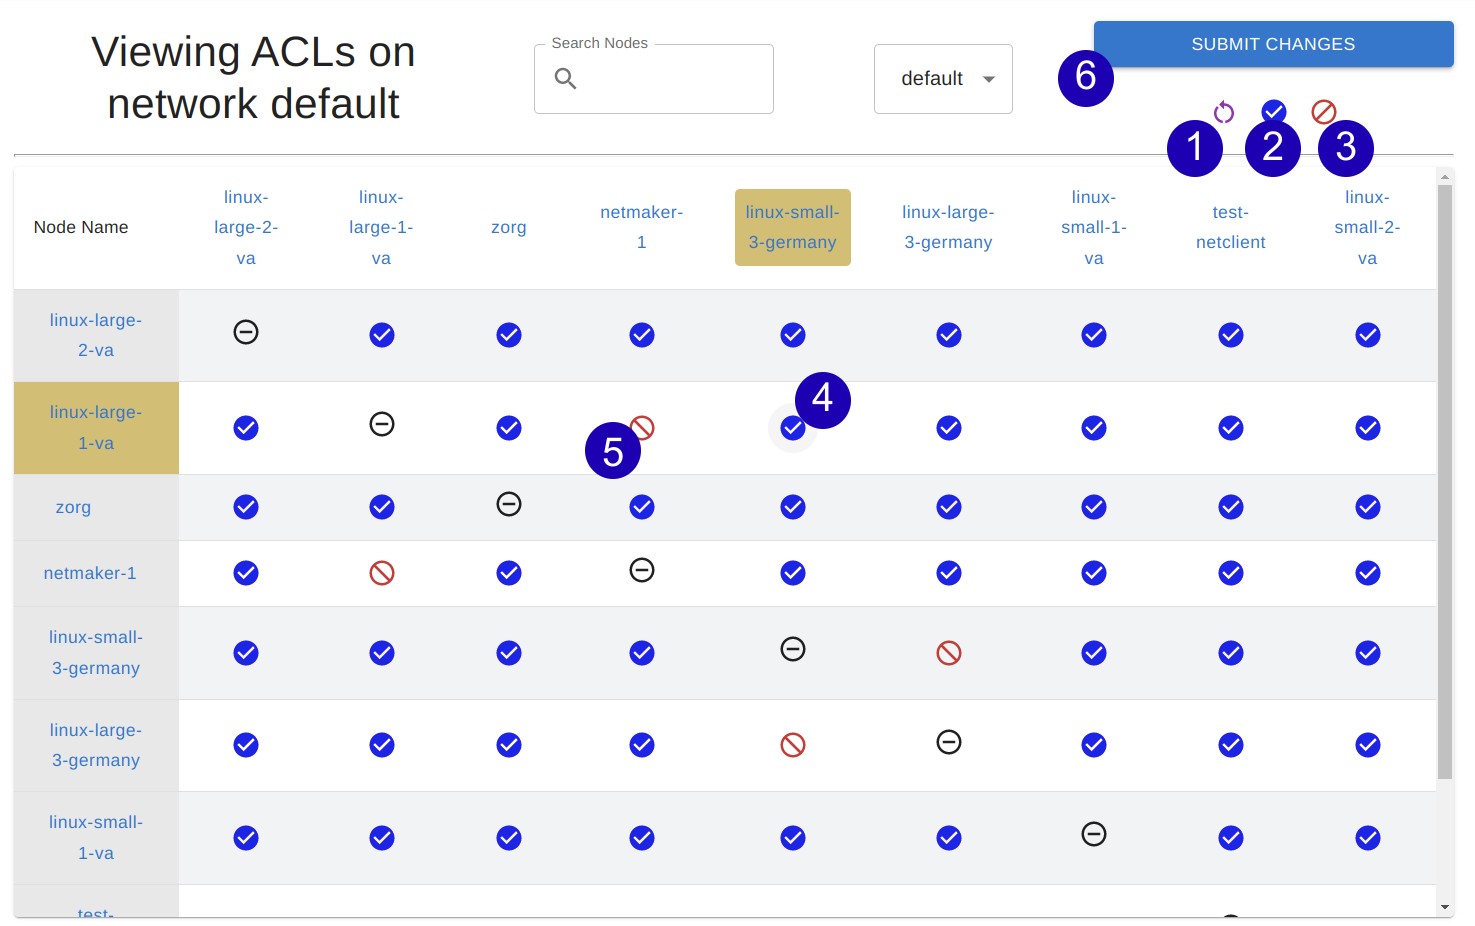 Viewing ACLs on
network default
Search Nodes
default
SUBMIT CHANGES
6
1
2
3
Node Name
linux-
large-2-
va
linux-
large-1-
va
zorg
netmaker-
1
linux-small-
3-germany
linux-large-
3-germany
linux-
small-1-
va
test-
netclient
linux-
small-2-
va
linux-large-
2-va
linux-large-
1-va
4
5
zorg
netmaker-1
linux-small-
3-germany
linux-large-
3-germany
linux-small-
1-va
test-